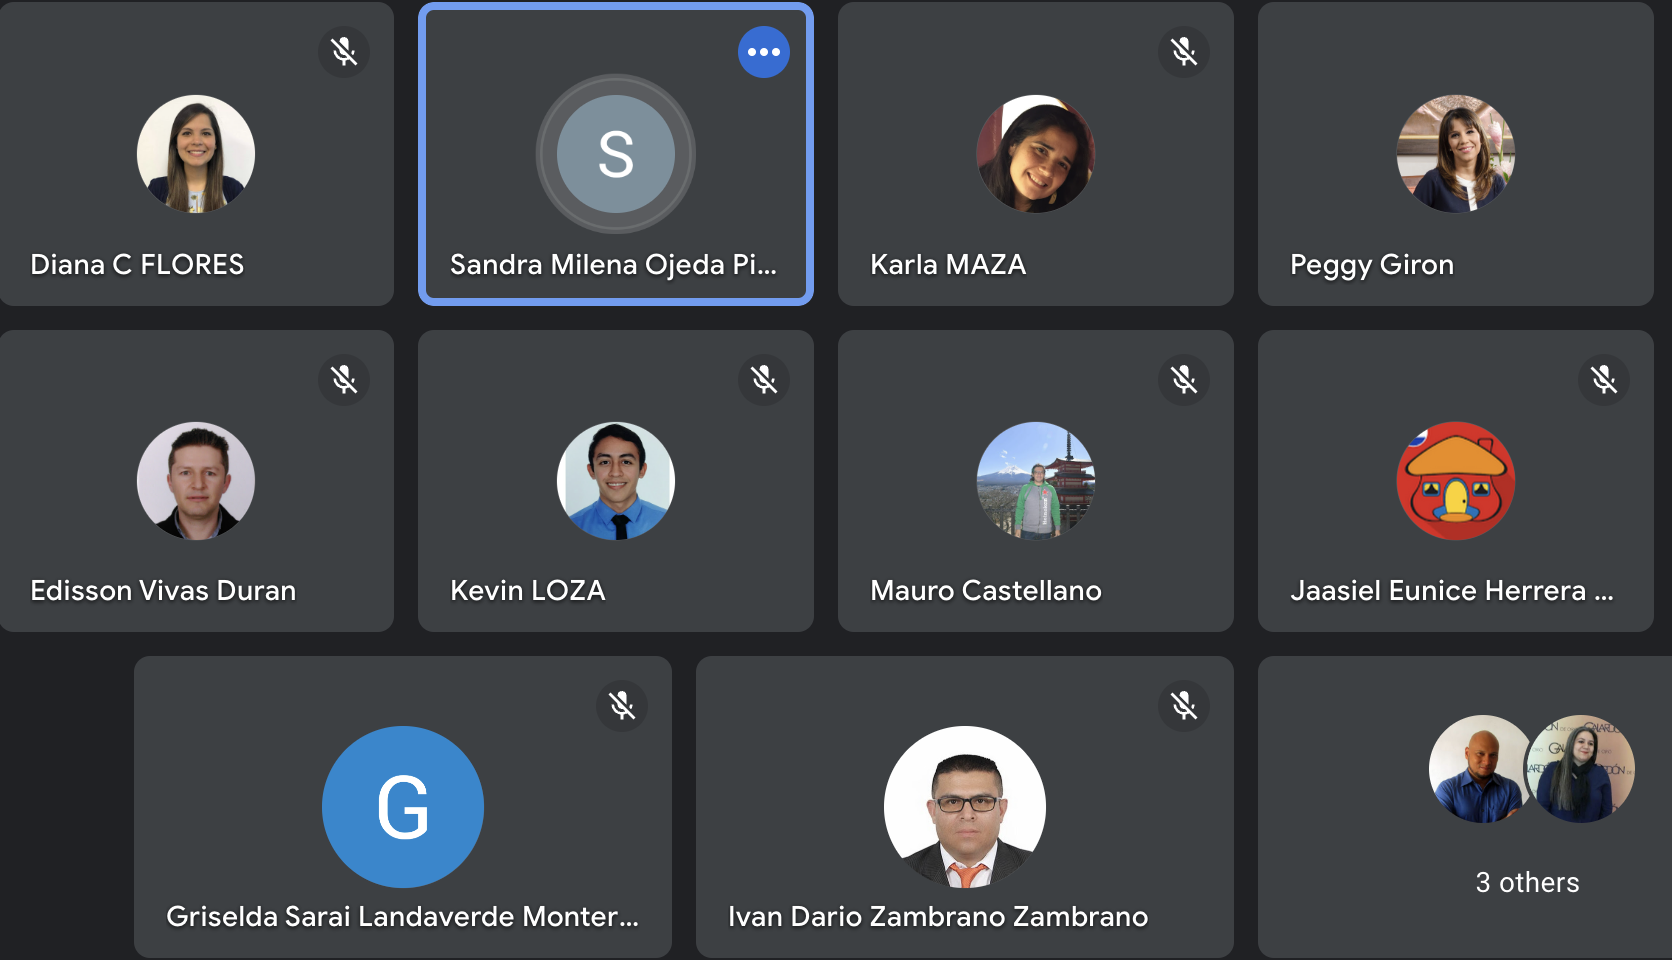 S
Diana C FLORES
Sandra Milena Ojeda Pi...
Karla MAZA
Peggy Giron
Edisson Vivas Duran
Kevin LOZA
Mauro Castellano
Jaasiel Eunice Herrera ...
G
Griselda Sarai Landaverde Monter...
Ivan Dario Zambrano Zambrano
3 others